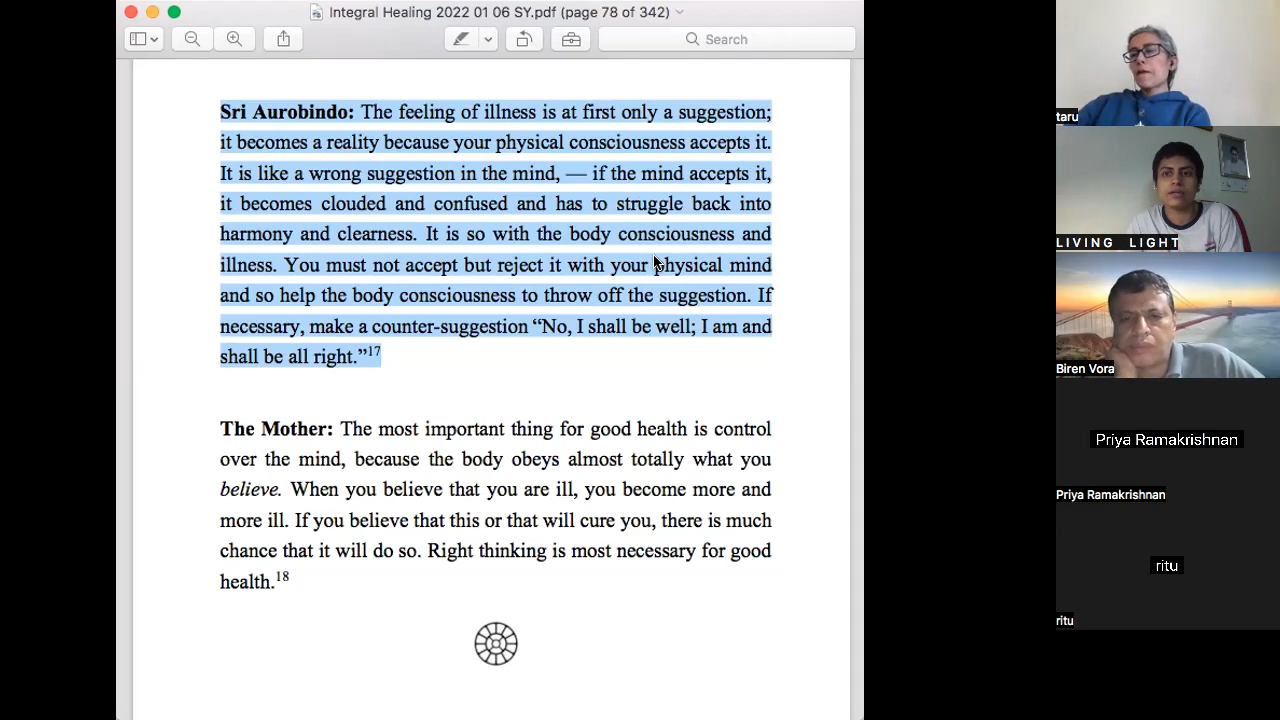 Integral Healing 2022 01 06 SY.pdf (page 78 of 342)
Search
Sri Aurobindo: The feeling of illness is at first only a suggestion;
it becomes a reality because your physical consciousness accepts it.
It is like a wrong suggestion in the mind, — if the mind accepts it,
it becomes clouded and confused and has to struggle back into
harmony and clearness. It is so with the body consciousness and
illness. You must not accept but reject it with your physical mind
and so help the body consciousness to throw off the suggestion. If
necessary, make a counter-suggestion “No, I shall be well; I am and
shall be all right.”17
The Mother: The most important thing for good health is control
over the mind, because the body obeys almost totally what you
believe. When you believe that you are ill, you become more and
more ill. If you believe that this or that will cure you, there is much
chance that it will do so. Right thinking is most necessary for good
health.18
taru
LIVING LIGHT
Biren Vora
Priya Ramakrishnan
Priya Ramakrishnan
ritu
ritu